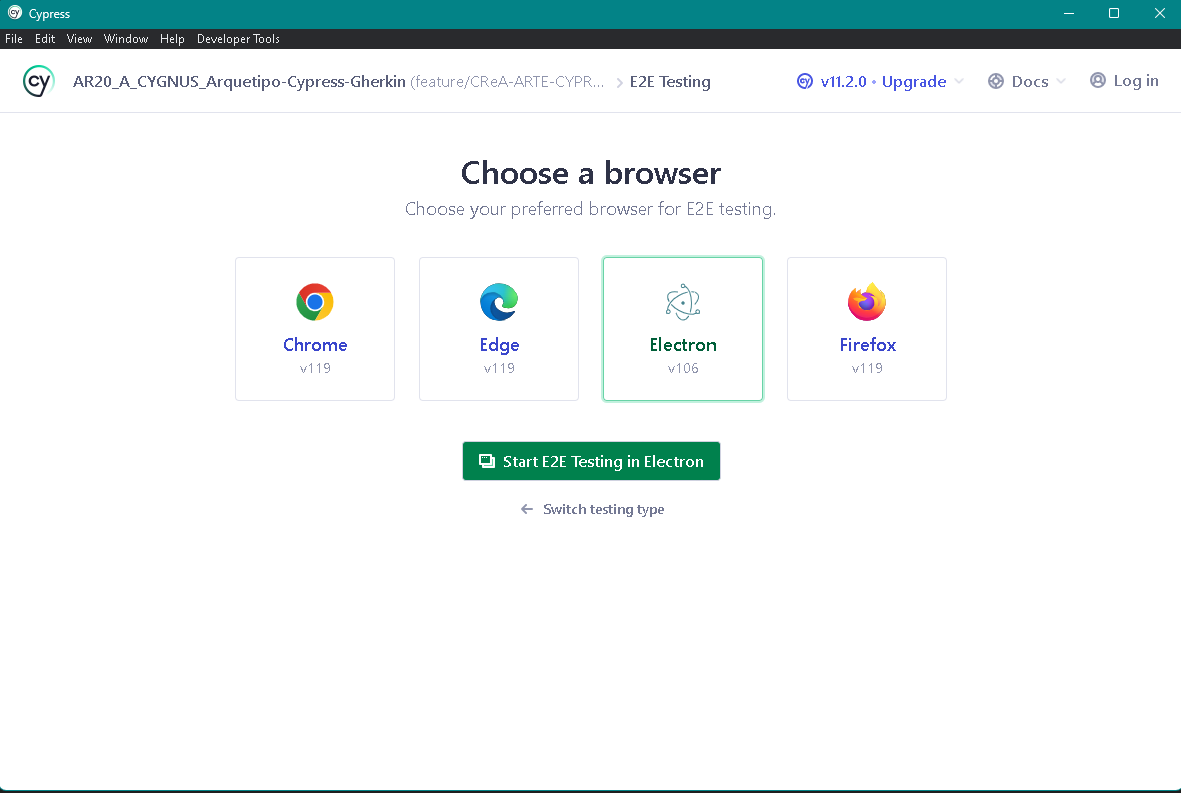 Cypress
File Edit View Window Help Developer Tools
cy AR20_A_CYGNUS_Arquetipo-Cypress-Gherkin (feature/CReA-ARTE-CYPR... > E2E Testing cy v11.2.0 • Upgrade Docs Log in
Choose a browser
Choose your preferred browser for E2E testing.
Chrome Edge Electron Firefox
v119 v119 v106 v119
Start E2E Testing in Electron
← Switch testing type